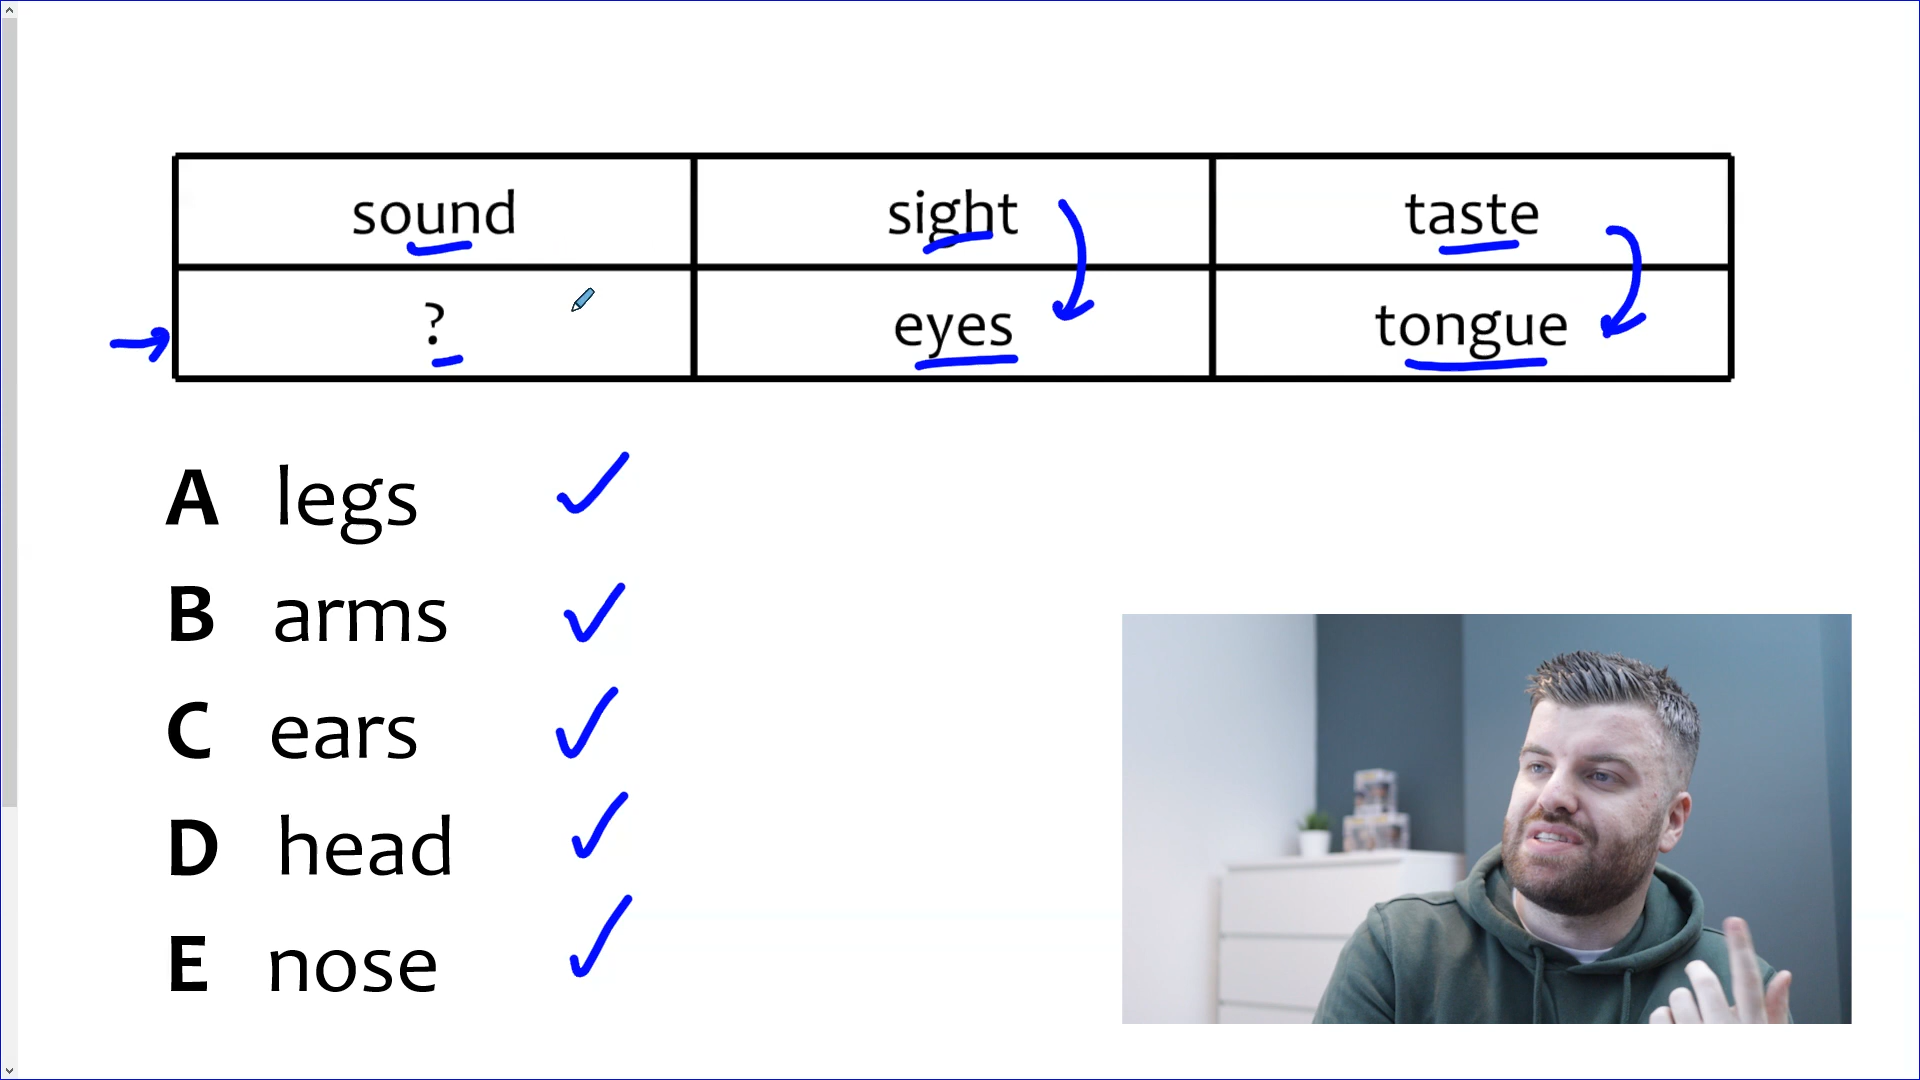 sound sight taste
? eyes tongue
A legs
B arms
C ears
D head
E nose